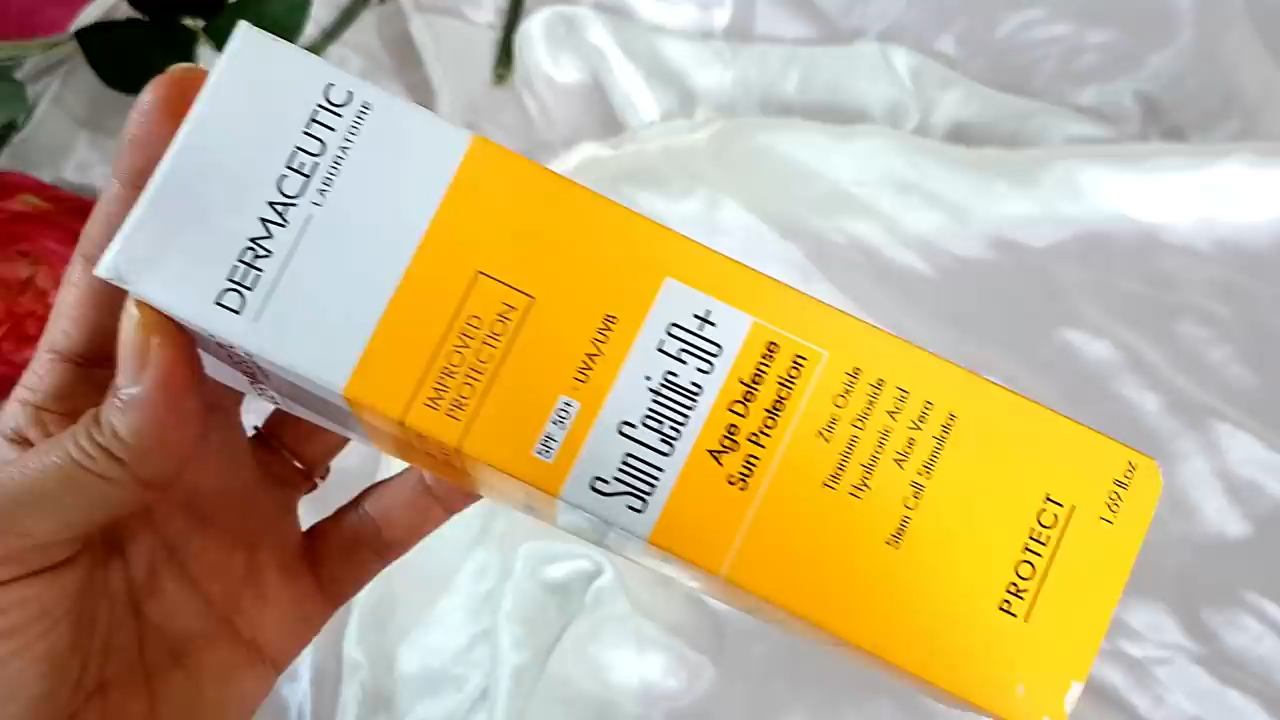 DERMACEUTIC
LABORATOIRE
IMPROVED
PROTECTION
SPF 50+ UVA/UVB
Sun Ceutic 50+
Age Defense
Sun Protection
Zinc Oxide
Titanium Dioxide
Hyaluronic Acid
Aloe Vera
Stem Cell Stimulator
PROTECT
1.69 fl.oz